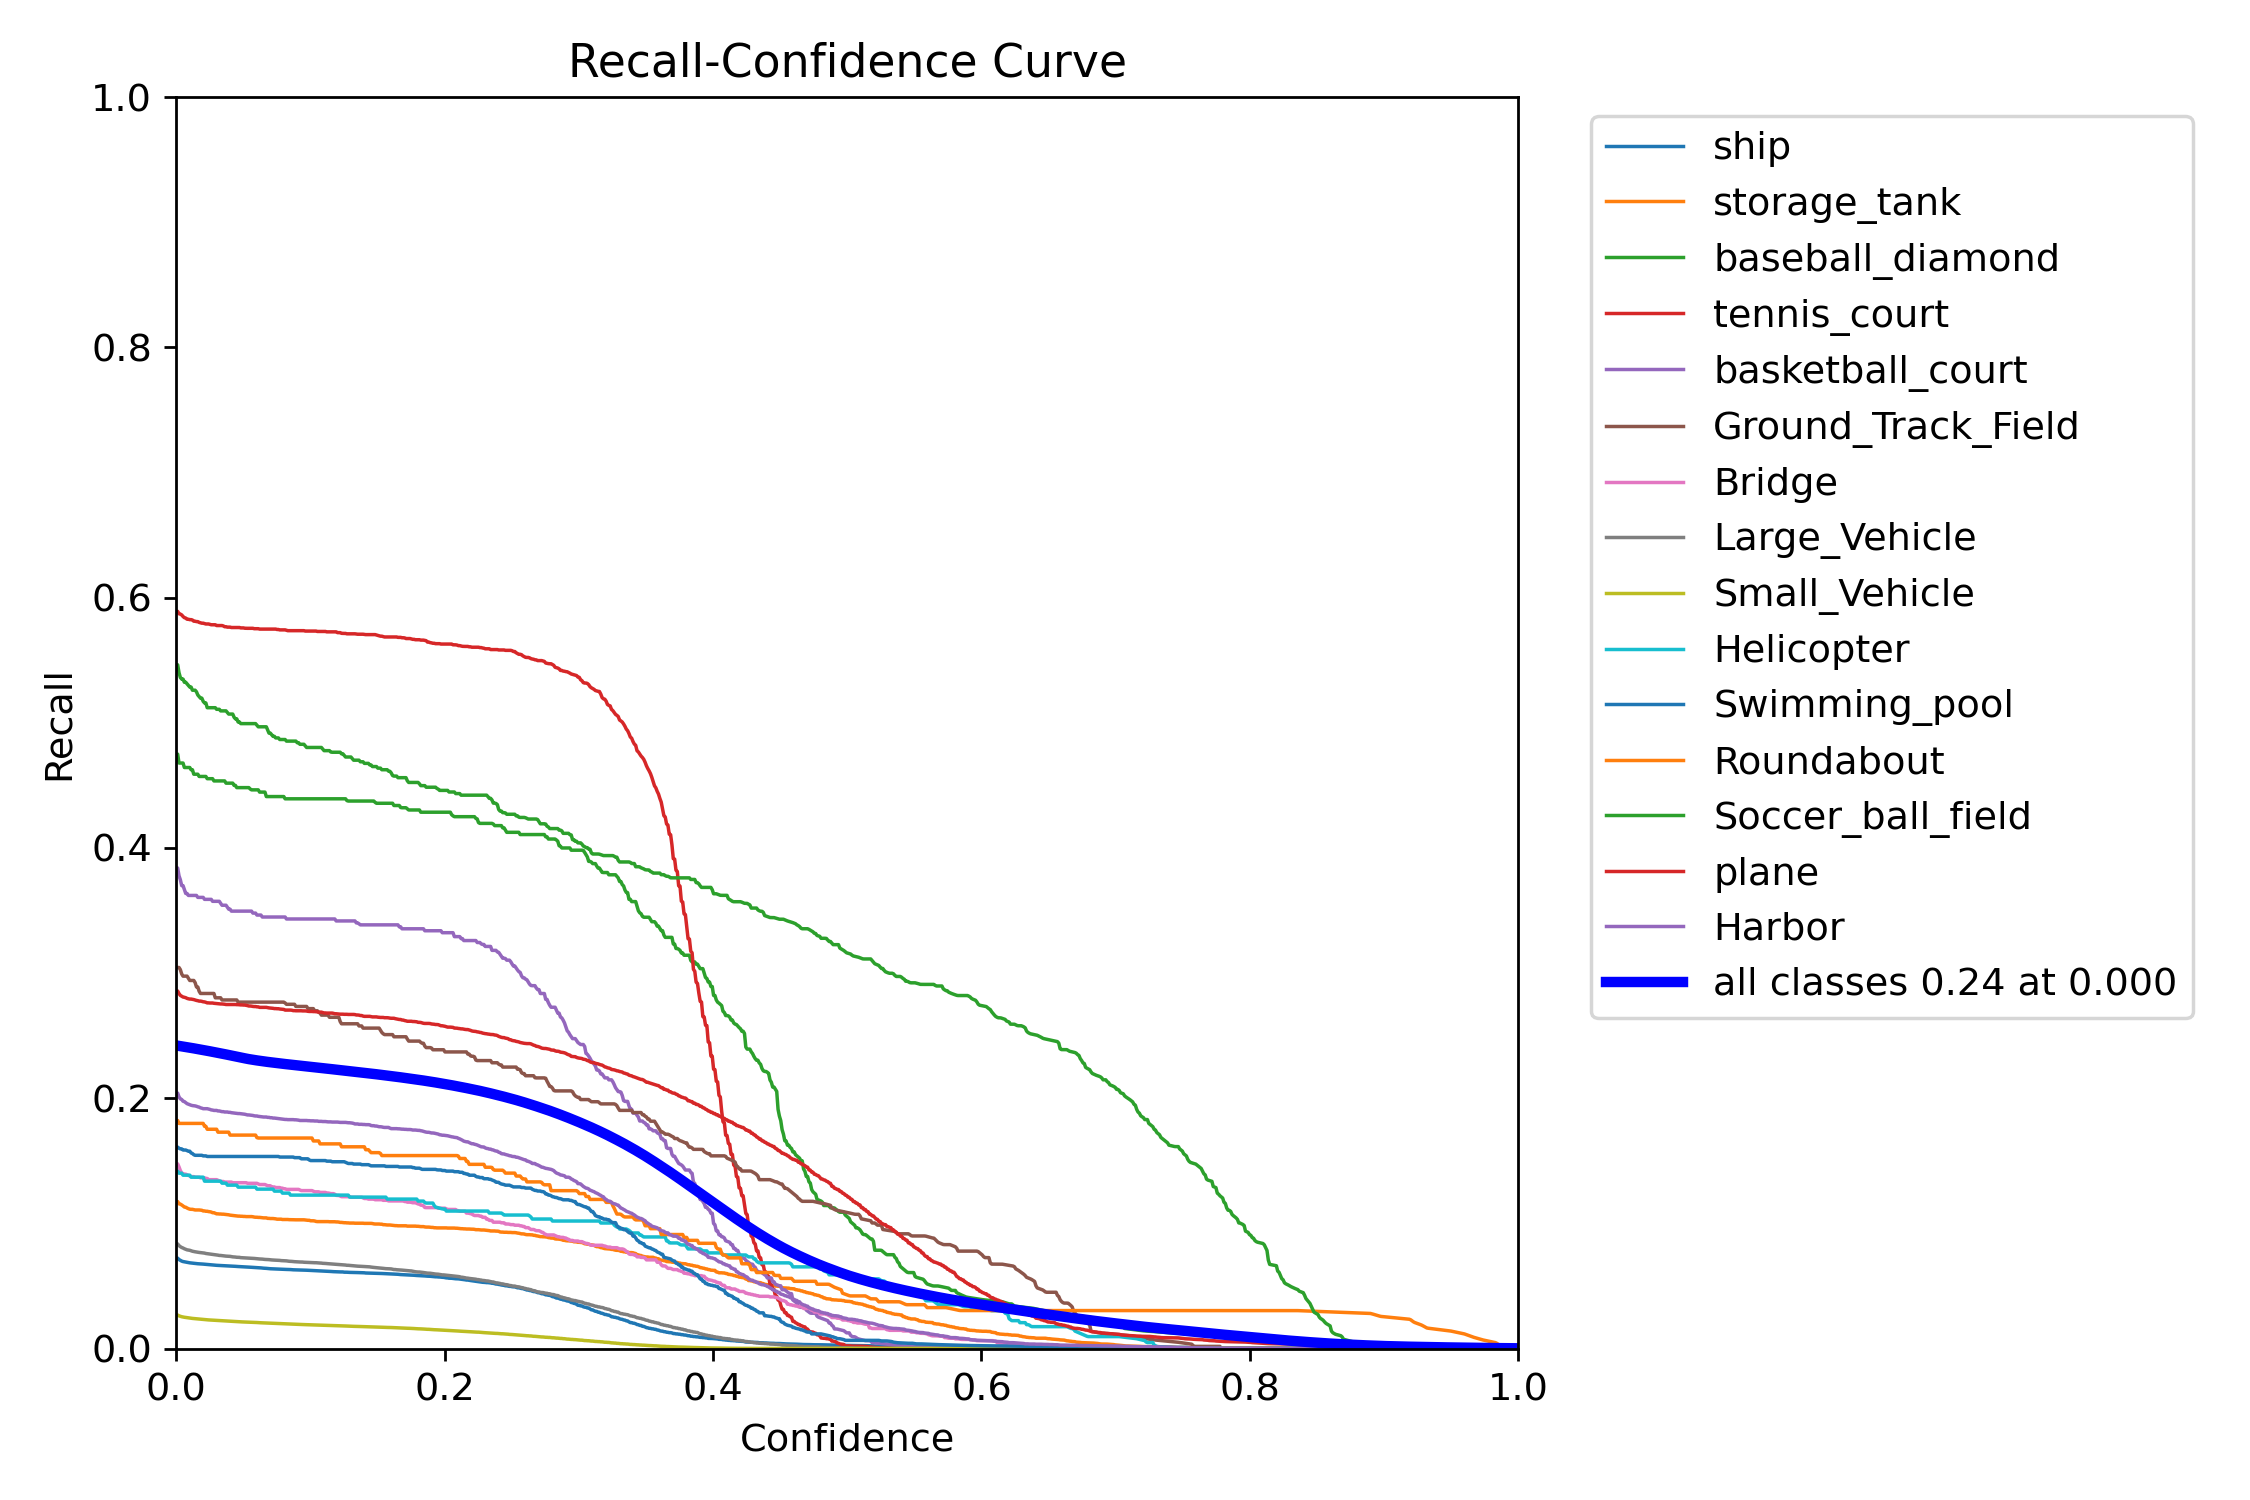 Recall-Confidence Curve
1.0
0.8
0.6
0.4
0.2
0.0
Recall
0.0 0.2 0.4 0.6 0.8 1.0
Confidence
ship
storage_tank
baseball_diamond
tennis_court
basketball_court
Ground_Track_Field
Bridge
Large_Vehicle
Small_Vehicle
Helicopter
Swimming_pool
Roundabout
Soccer_ball_field
plane
Harbor
all classes 0.24 at 0.000